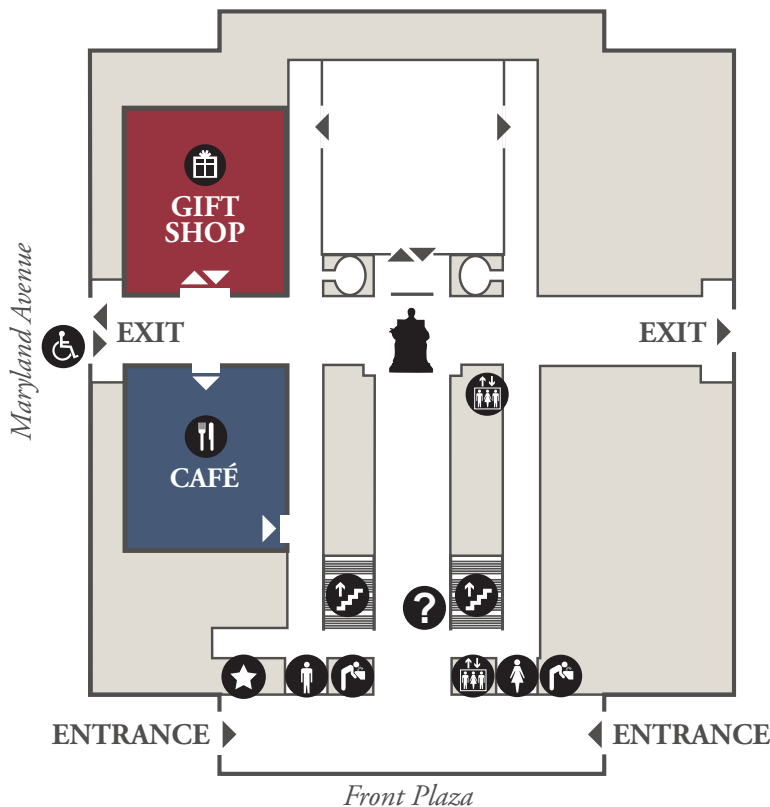 GIFT
SHOP
Maryland Avenue
EXIT
EXIT
CAFÉ
?
ENTRANCE
ENTRANCE
Front Plaza